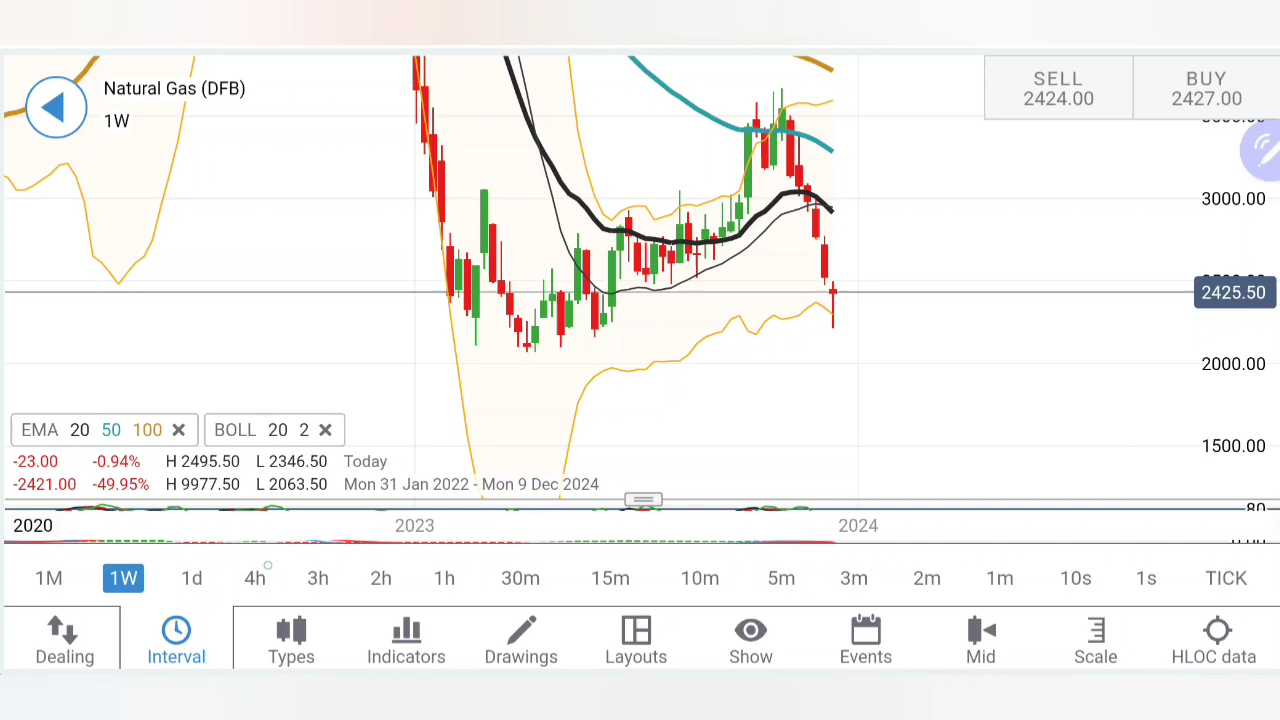 Natural Gas (DFB)
1W
SELL
2424.00
BUY
2427.00
3000.00
2425.50
2000.00
1500.00
EMA 20 50 100
BOLL 20 2
-23.00 -0.94% H 2495.50 L 2346.50 Today
-2421.00 -49.95% H 9977.50 L 2063.50 Mon 31 Jan 2022 - Mon 9 Dec 2024
80
2020 2023 2024
1M 1W 1d 4h 3h 2h 1h 30m 15m 10m 5m 3m 2m 1m 10s 1s TICK
Dealing Interval Types Indicators Drawings Layouts Show Events Mid Scale HLOC data